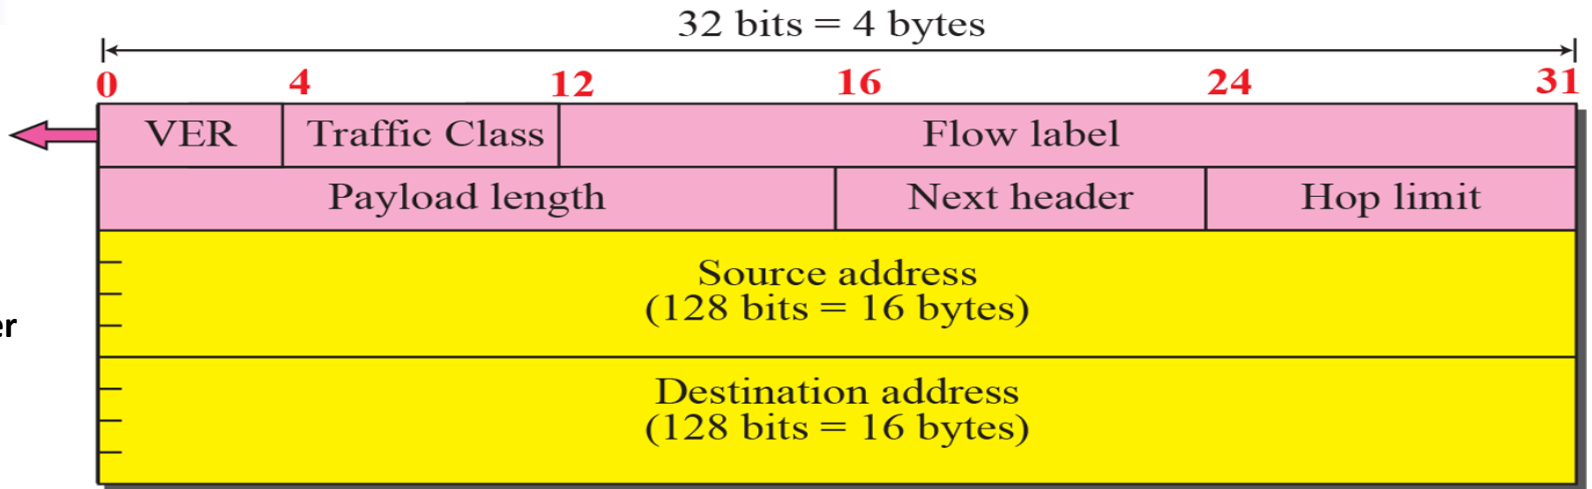 32 bits = 4 bytes
0 4 12 16 24 31
VER Traffic Class Flow label
Payload length Next header Hop limit
Source address
(128 bits = 16 bytes)
er
Destination address
(128 bits = 16 bytes)